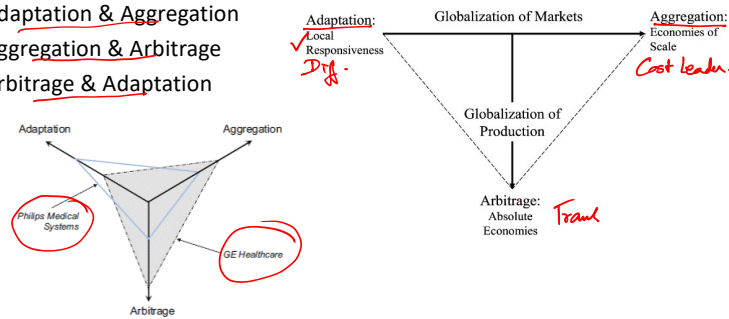 daptation & Aggregation
ggregation & Arbitrage
rbitrage & Adaptation
Adaptation:
Local
Responsiveness
Diff.
Globalization of Markets
Aggregation:
Economies of
Scale
Cost Leader.
Globalization of
Production
Arbitrage:
Absolute
Economies
Adaptation
Aggregation
Philips Medical
Systems
GE Healthcare
Arbitrage